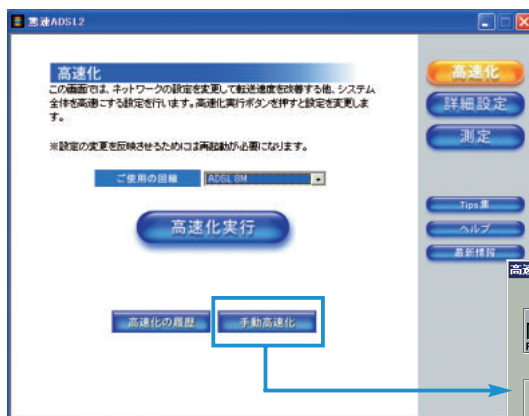 驚速ADSL2
高速化
この画面では、ネットワークの設定を変更して転送速度を改善する他、システム
全体を高速にする設定を行います。高速化実行ボタンを押すと設定を変更しま
す。
※設定の変更を反映させるためには再起動が必要になります。
ご使用の回線
ADSL 8M
高速化実行
高速化の履歴
手動高速化
高速化
詳細設定
測定
Tips集
ヘルプ
最新情報
高速